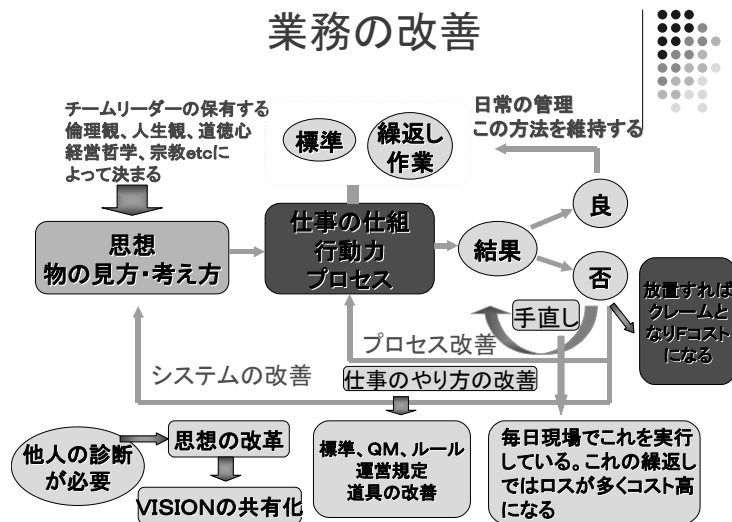 業務の改善
チームリーダーの保有する
倫理観、人生観、道徳心
経営哲学、宗教etcに
よって決まる
標準
繰返し
作業
日常の管理
この方法を維持する
思想
物の見方・考え方
仕事の仕組
行動力
プロセス
結果
良
否
放置すれば
クレームと
なりFコスト
になる
手直し
プロセス改善
システムの改善
仕事のやり方の改善
他人の診断
が必要
思想の改革
VISIONの共有化
標準、QM、ルール
運営規定
道具の改善
毎日現場でこれを実行
している。これの繰返し
ではロスが多くコスト高
になる